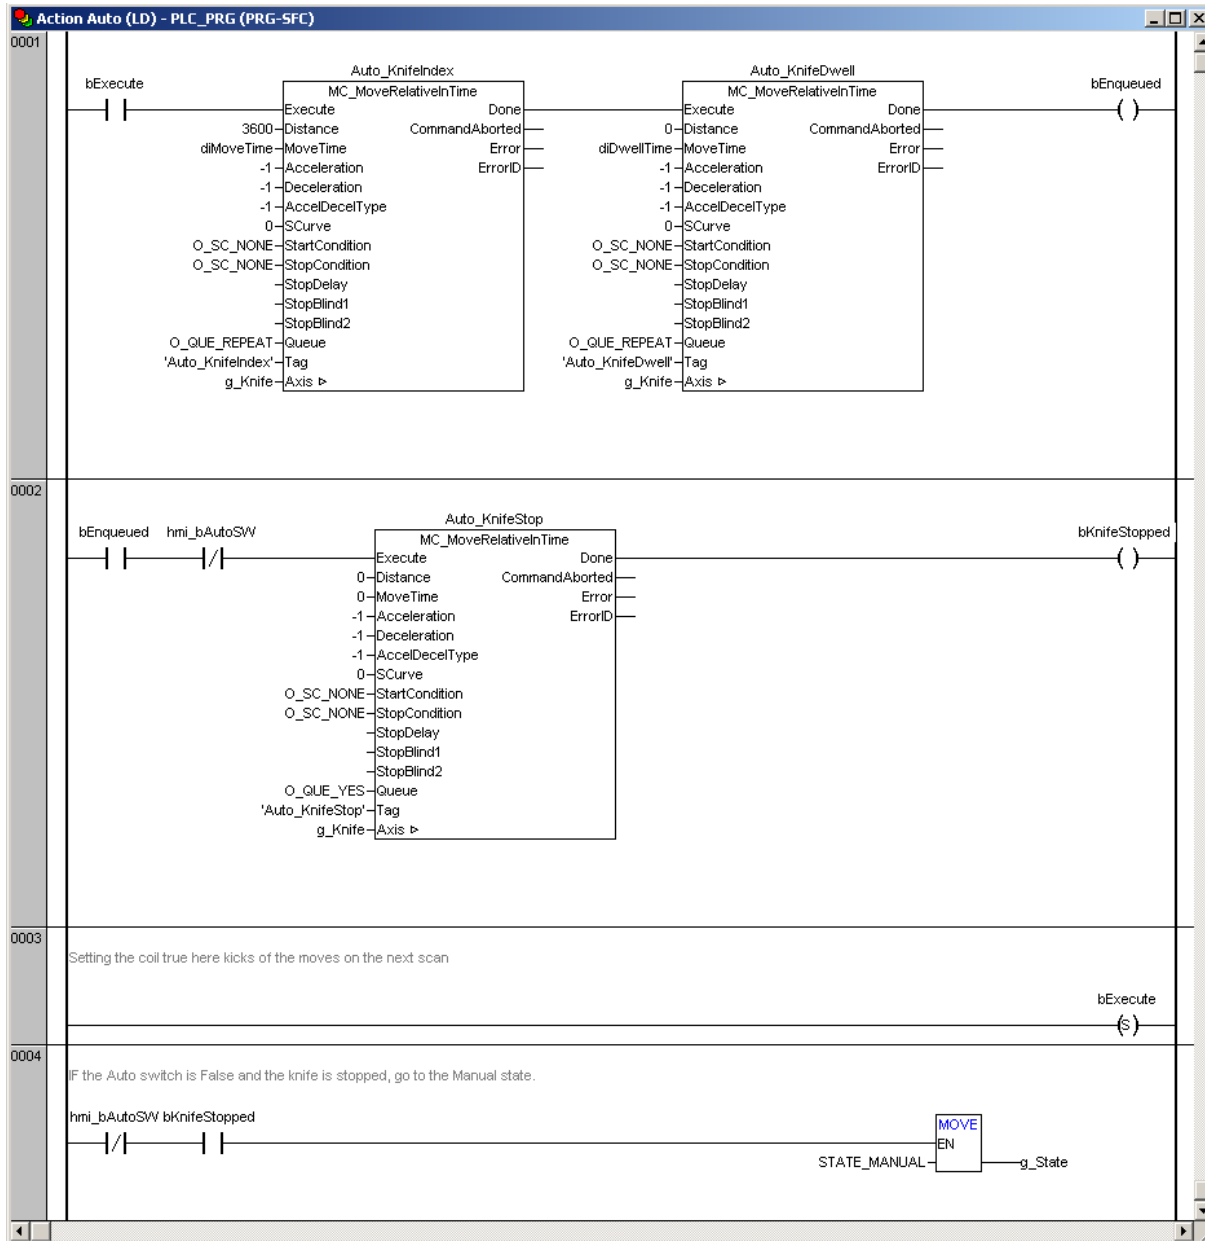 Action Auto (LD) - PLC_PRG (PRG-SFC)
0001
Auto_KnifeIndex Auto_KnifeDwell
bExecute MC_MoveRelativeInTime MC_MoveRelativeInTime bEnqueued
Execute Done Execute Done
3600 Distance CommandAborted 0 Distance CommandAborted
diMoveTime MoveTime Error diDwellTime MoveTime Error
-1 Acceleration ErrorID -1 Acceleration ErrorID
-1 Deceleration -1 Deceleration
-1 AccelDecelType -1 AccelDecelType
0 SCurve 0 SCurve
O_SC_NONE StartCondition O_SC_NONE StartCondition
O_SC_NONE StopCondition O_SC_NONE StopCondition
StopDelay StopDelay
StopBlind1 StopBlind1
StopBlind2 StopBlind2
O_QUE_REPEAT Queue O_QUE_REPEAT Queue
'Auto_KnifeIndex' Tag 'Auto_KnifeDwell' Tag
g_Knife Axis g_Knife Axis
0002
Auto_KnifeStop
bEnqueued hmi_bAutoSW MC_MoveRelativeInTime bKnifeStopped
Execute Done
0 Distance CommandAborted
0 MoveTime Error
-1 Acceleration ErrorID
-1 Deceleration
-1 AccelDecelType
0 SCurve
O_SC_NONE StartCondition
O_SC_NONE StopCondition
StopDelay
StopBlind1
StopBlind2
O_QUE_YES Queue
'Auto_KnifeStop' Tag
g_Knife Axis
0003
Setting the coil true here kicks of the moves on the next scan
bExecute
S
0004
IF the Auto switch is False and the knife is stopped, go to the Manual state.
hmi_bAutoSW bKnifeStopped
MOVE
EN
STATE_MANUAL g_State